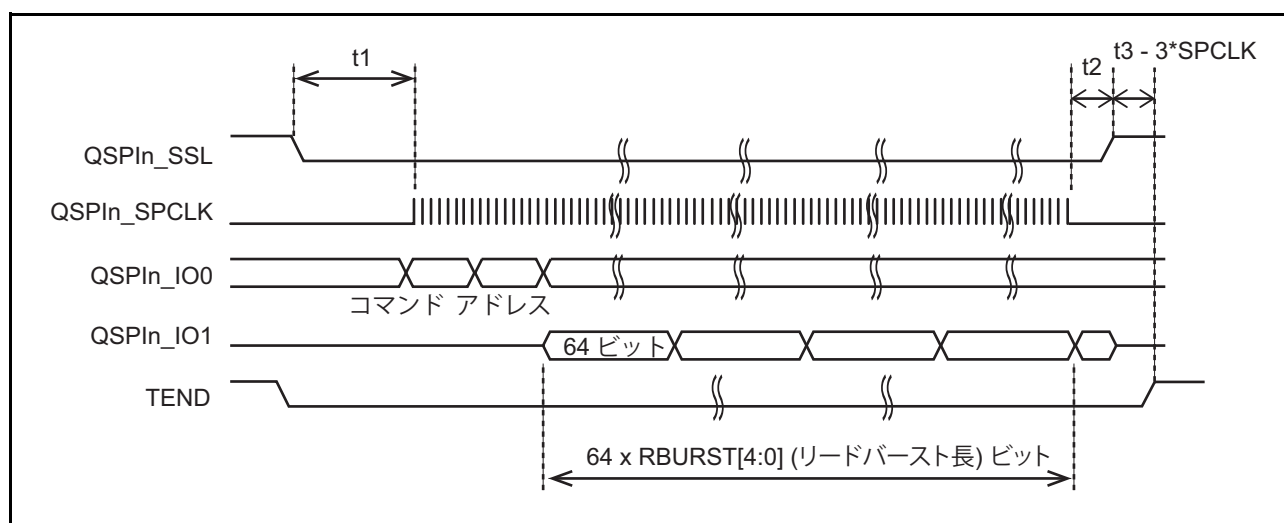 t1
t2
t3 - 3*SPCLK
QSPIn_SSL
QSPIn_SPCLK
QSPIn_IO0
コマンド アドレス
QSPIn_IO1
64 ビット
TEND
64 x RBURST[4:0] (リードバースト長) ビット